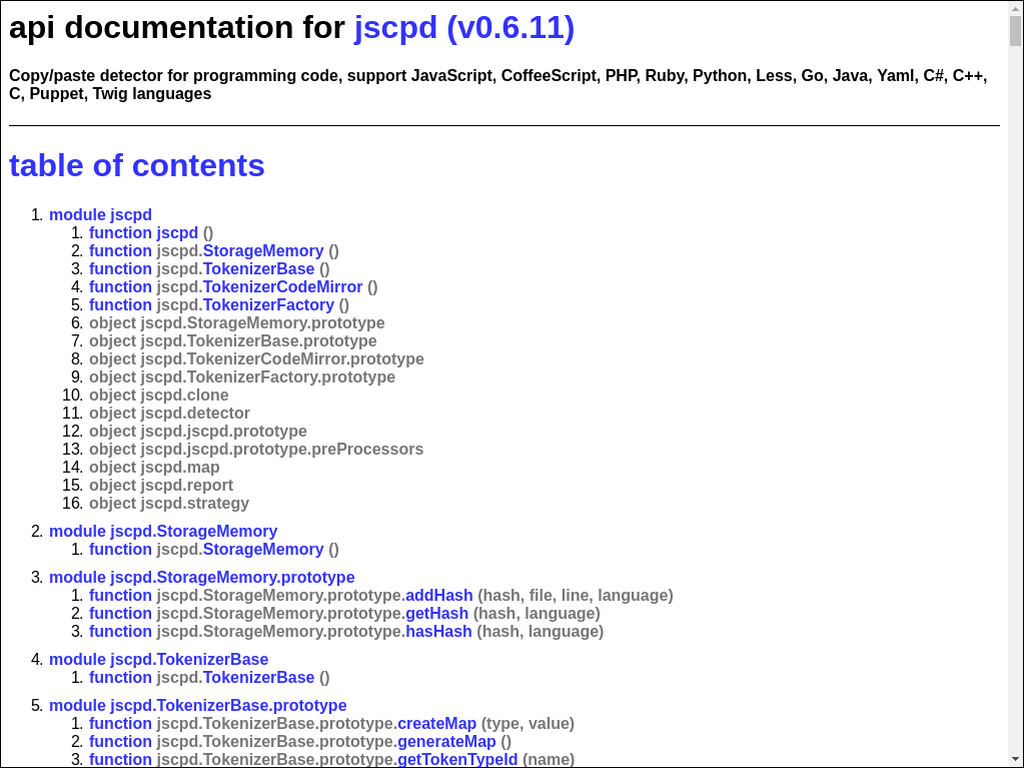 api documentation for jscpd (v0.6.11)
Copy/paste detector for programming code, support JavaScript, CoffeeScript, PHP, Ruby, Python, Less, Go, Java, Yaml, C#, C++,
C, Puppet, Twig languages
table of contents
1. module jscpd
1. function jscpd ()
2. function jscpd.StorageMemory ()
3. function jscpd.TokenizerBase ()
4. function jscpd.TokenizerCodeMirror ()
5. function jscpd.TokenizerFactory ()
6. object jscpd.StorageMemory.prototype
7. object jscpd.TokenizerBase.prototype
8. object jscpd.TokenizerCodeMirror.prototype
9. object jscpd.TokenizerFactory.prototype
10. object jscpd.clone
11. object jscpd.detector
12. object jscpd.jscpd.prototype
13. object jscpd.jscpd.prototype.preProcessors
14. object jscpd.map
15. object jscpd.report
16. object jscpd.strategy
2. module jscpd.StorageMemory
1. function jscpd.StorageMemory ()
3. module jscpd.StorageMemory.prototype
1. function jscpd.StorageMemory.prototype.addHash (hash, file, line, language)
2. function jscpd.StorageMemory.prototype.getHash (hash, language)
3. function jscpd.StorageMemory.prototype.hasHash (hash, language)
4. module jscpd.TokenizerBase
1. function jscpd.TokenizerBase ()
5. module jscpd.TokenizerBase.prototype
1. function jscpd.TokenizerBase.prototype.createMap (type, value)
2. function jscpd.TokenizerBase.prototype.generateMap ()
3. function jscpd.TokenizerBase.prototype.getTokenTypeId (name)